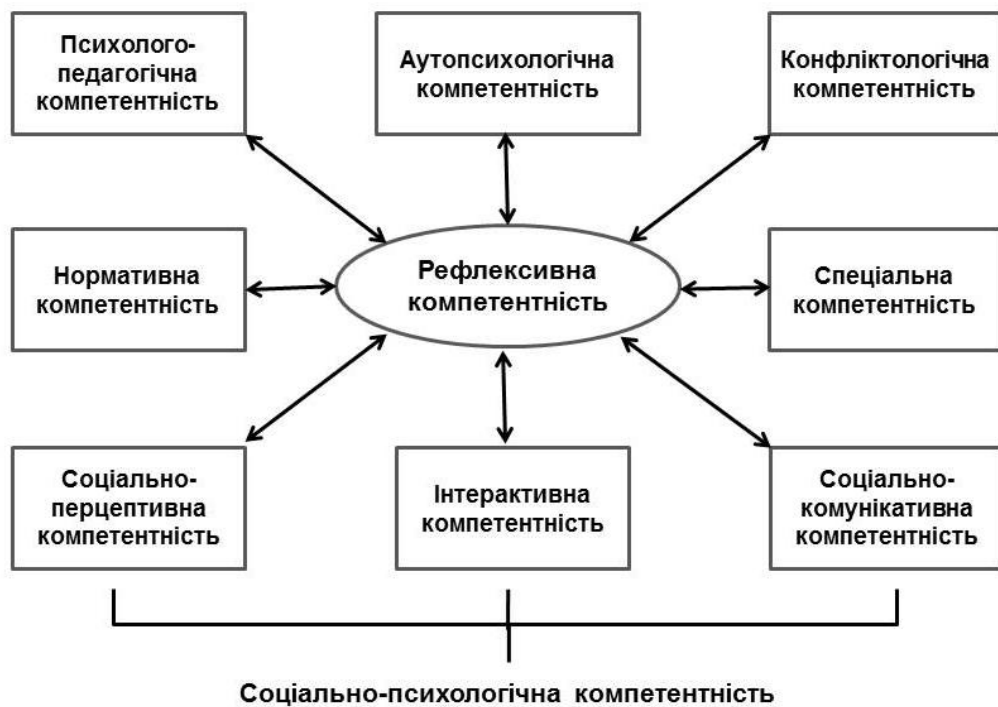 Психолого-
педагогічна
компетентність
Аутопсихологічна
компетентність
Конфліктологічна
компетентність
Нормативна
компетентність
Рефлексивна
компетентність
Спеціальна
компетентність
Соціально-
перцептивна
компетентність
Інтерактивна
компетентність
Соціально-
комунікативна
компетентність
Соціально-психологічна компетентність